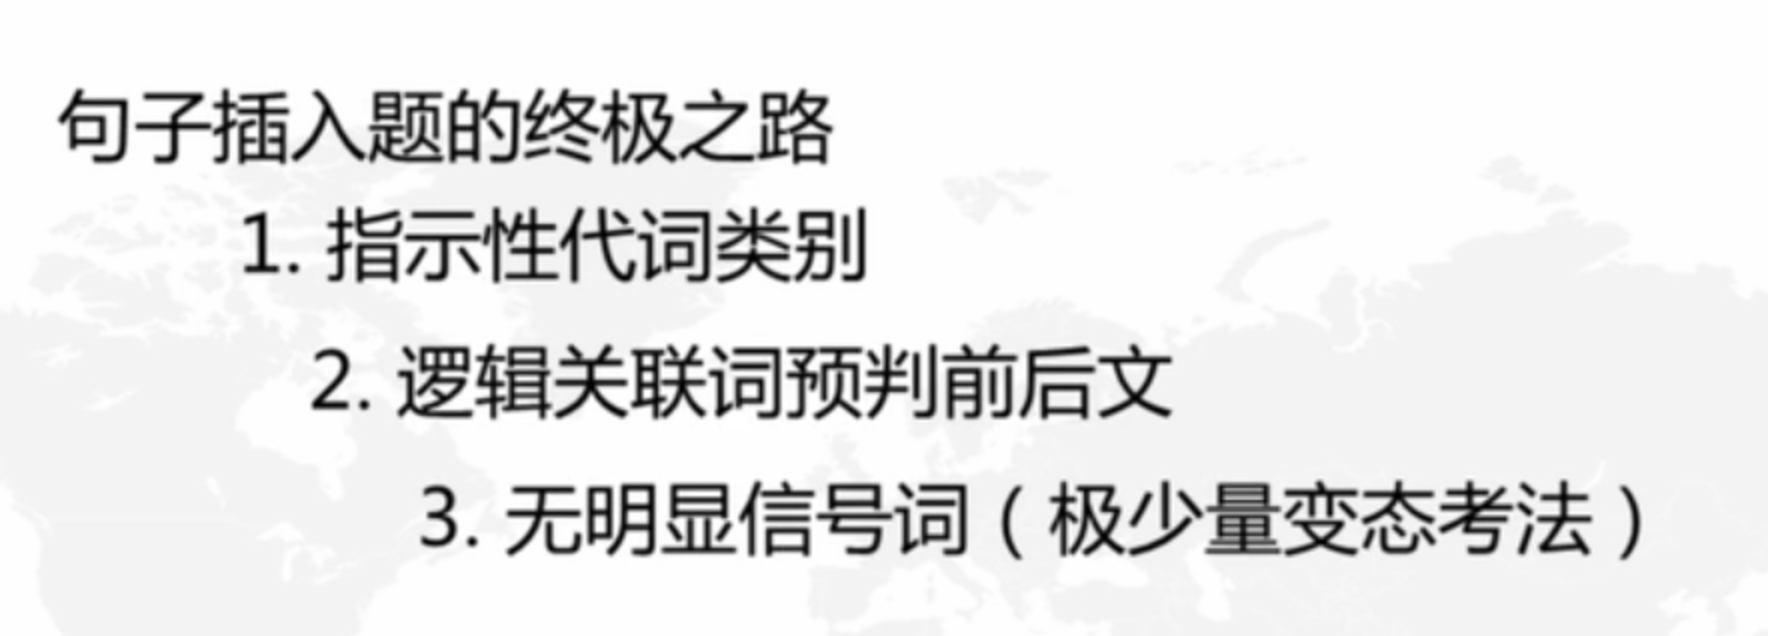 句子插入题的终极之路
1. 指示性代词类别
2. 逻辑关联词预判前后文
3. 无明显信号词（极少量变态考法）